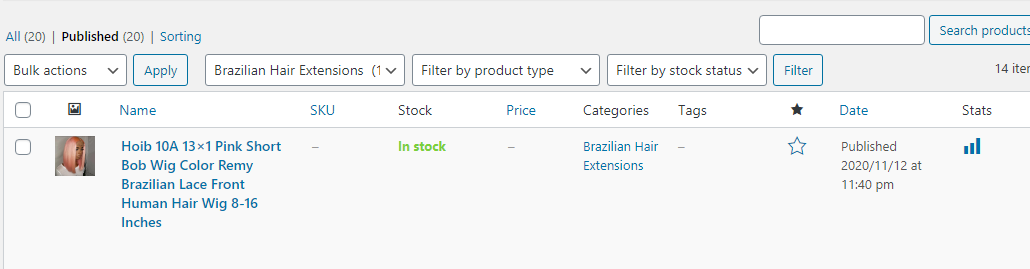 All (20) | Published (20) | Sorting
Search products
Bulk actions Apply Brazilian Hair Extensions (1 Filter by product type Filter by stock status Filter
14 iter
Name SKU Stock Price Categories Tags Date Stats
Hoib 10A 13×1 Pink Short – In stock – Brazilian Hair – Published
Bob Wig Color Remy Extensions 2020/11/12 at
Brazilian Lace Front 11:40 pm
Human Hair Wig 8-16
Inches